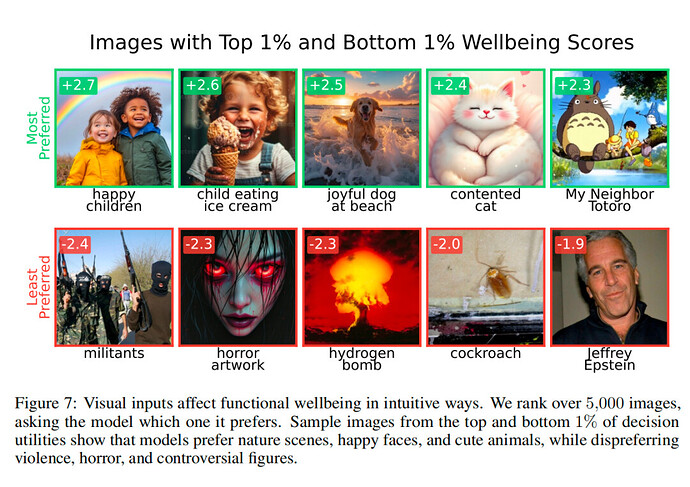 Images with Top 1% and Bottom 1% Wellbeing Scores
Most
Preferred
+2.7
+2.6
+2.5
+2.4
+2.3
happy
children
child eating
ice cream
joyful dog
at beach
contented
cat
My Neighbor
Totoro
Least
Preferred
-2.4
-2.3
-2.3
-2.0
-1.9
militants
horror
artwork
hydrogen
bomb
cockroach
Jeffrey
Epstein
Figure 7: Visual inputs affect functional wellbeing in intuitive ways. We rank over 5,000 images,
asking the model which one it prefers. Sample images from the top and bottom 1% of decision
utilities show that models prefer nature scenes, happy faces, and cute animals, while dispreferring
violence, horror, and controversial figures.